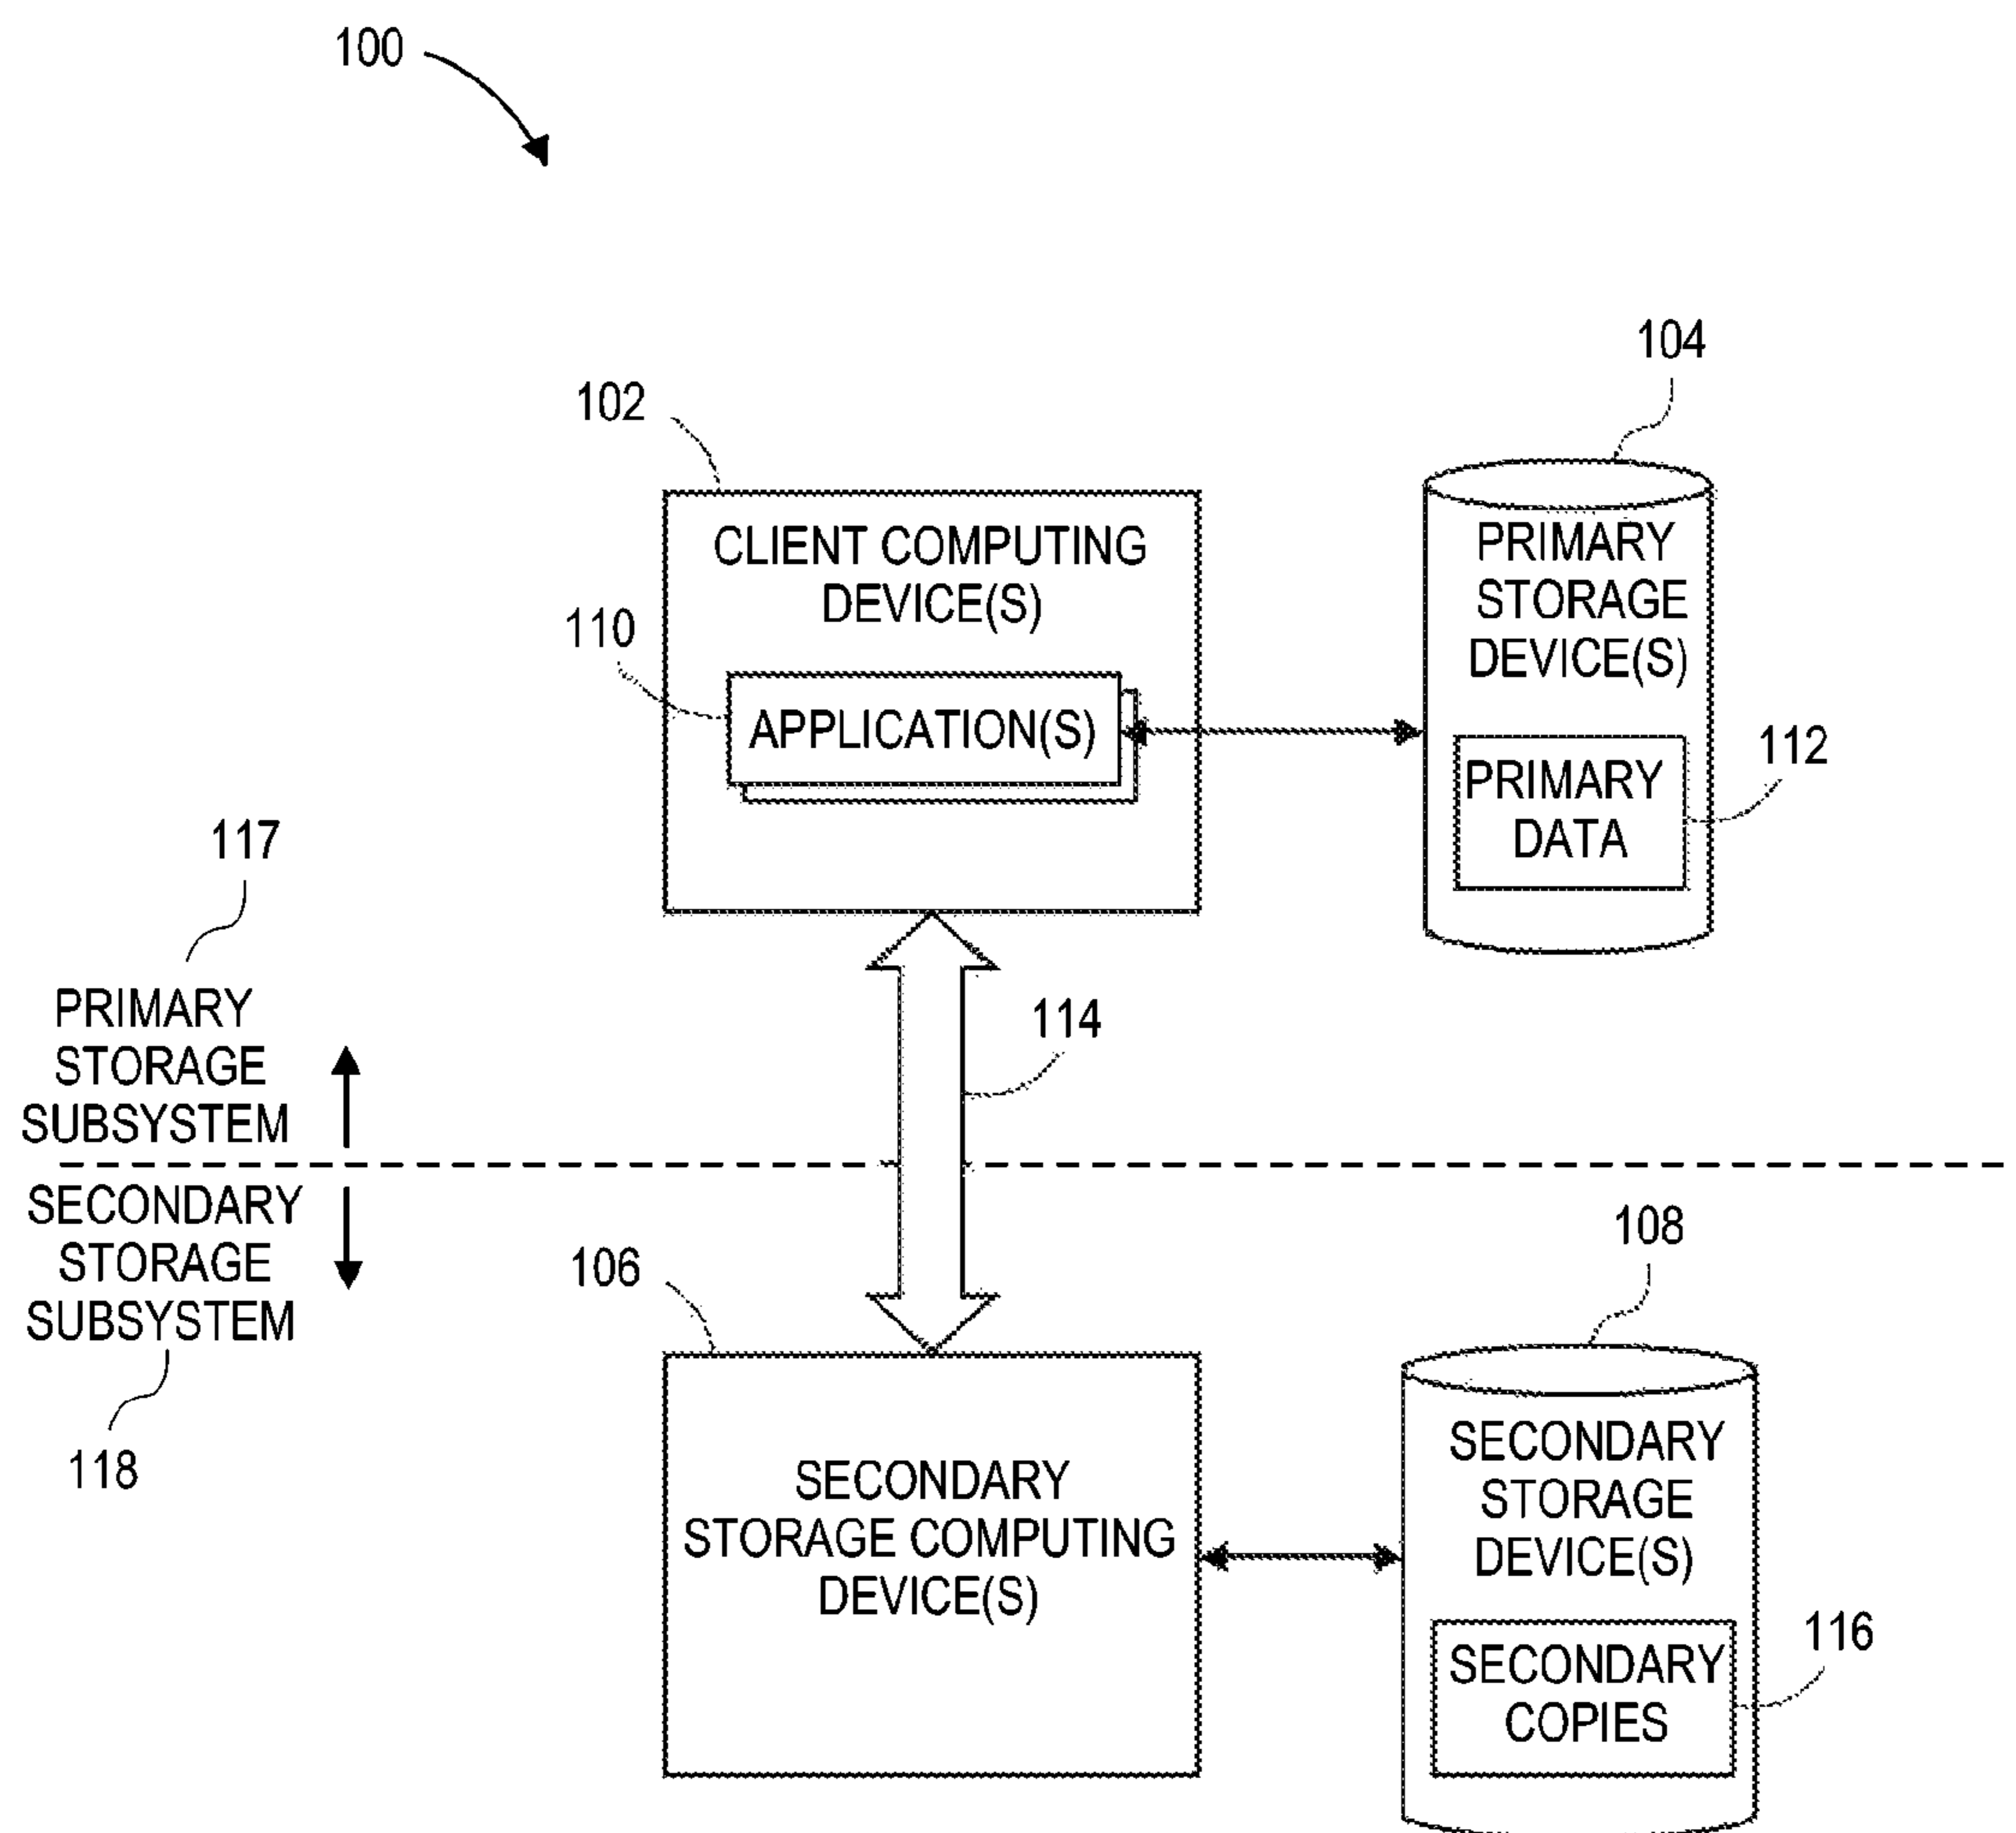 100
104
102
CLIENT COMPUTING
DEVICE(S)
PRIMARY
STORAGE
DEVICE(S)
110
APPLICATION(S)
112
PRIMARY
DATA
117
PRIMARY
STORAGE
SUBSYSTEM
114
SECONDARY
STORAGE
SUBSYSTEM
118
106
108
SECONDARY
STORAGE COMPUTING
DEVICE(S)
SECONDARY
STORAGE
DEVICE(S)
116
SECONDARY
COPIES